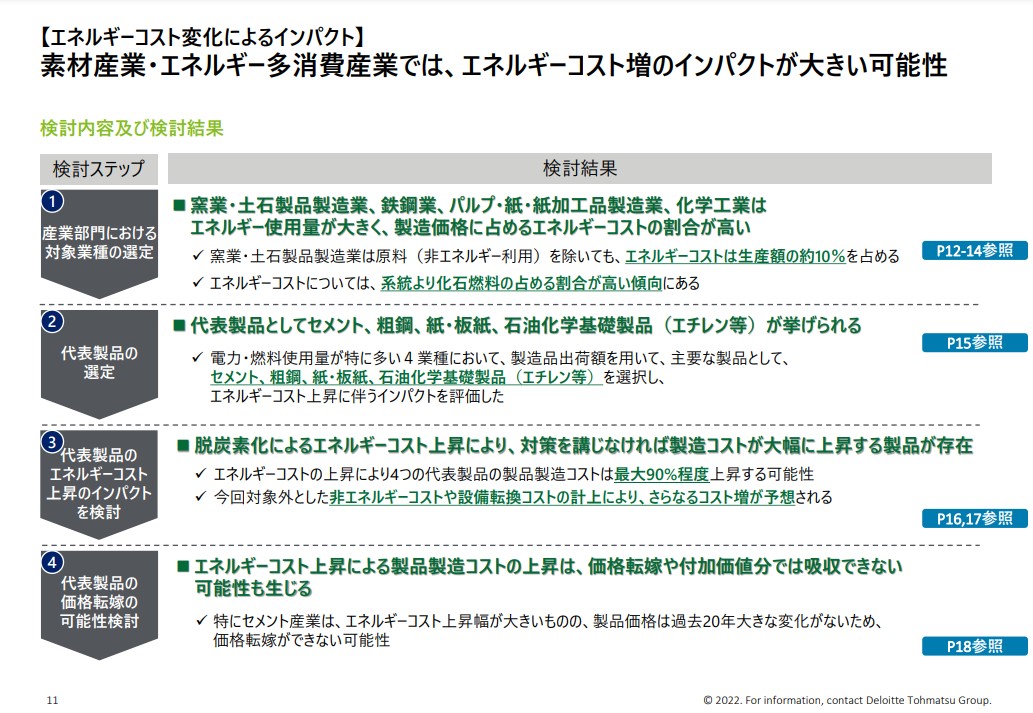 【エネルギーコスト変化によるインパクト】
素材産業・エネルギー多消費産業では、エネルギーコスト増のインパクトが大きい可能性
検討内容及び検討結果
検討ステップ
検討結果
1
産業部門における
対象業種の選定
■ 窯業・土石製品製造業、鉄鋼業、パルプ・紙・紙加工品製造業、化学工業は
エネルギー使用量が大きく、製造価格に占めるエネルギーコストの割合が高い
✓ 窯業・土石製品製造業は原料（非エネルギー利用）を除いても、エネルギーコストは生産額の約10%を占める
✓ エネルギーコストについては、系統より化石燃料の占める割合が高い傾向にある
P12-14参照
2
代表製品の
選定
■ 代表製品としてセメント、粗鋼、紙・板紙、石油化学基礎製品（エチレン等）が挙げられる
✓ 電力・燃料使用量が特に多い４業種において、製造品出荷額を用いて、主要な製品として、
セメント、粗鋼、紙・板紙、石油化学基礎製品（エチレン等）を選択し、
エネルギーコスト上昇に伴うインパクトを評価した
P15参照
3
代表製品の
エネルギーコスト
上昇のインパクト
を検討
■ 脱炭素化によるエネルギーコスト上昇により、対策を講じなければ製造コストが大幅に上昇する製品が存在
✓ エネルギーコストの上昇により4つの代表製品の製品製造コストは最大90%程度上昇する可能性
✓ 今回対象外とした非エネルギーコストや設備転換コストの計上により、さらなるコスト増が予想される
P16,17参照
4
代表製品の
価格転嫁の
可能性検討
■ エネルギーコスト上昇による製品製造コストの上昇は、価格転嫁や付加価値分では吸収できない
可能性も生じる
✓ 特にセメント産業は、エネルギーコスト上昇幅が大きいものの、製品価格は過去20年大きな変化がないため、
価格転嫁ができない可能性
P18参照
11
© 2022. For information, contact Deloitte Tohmatsu Group.